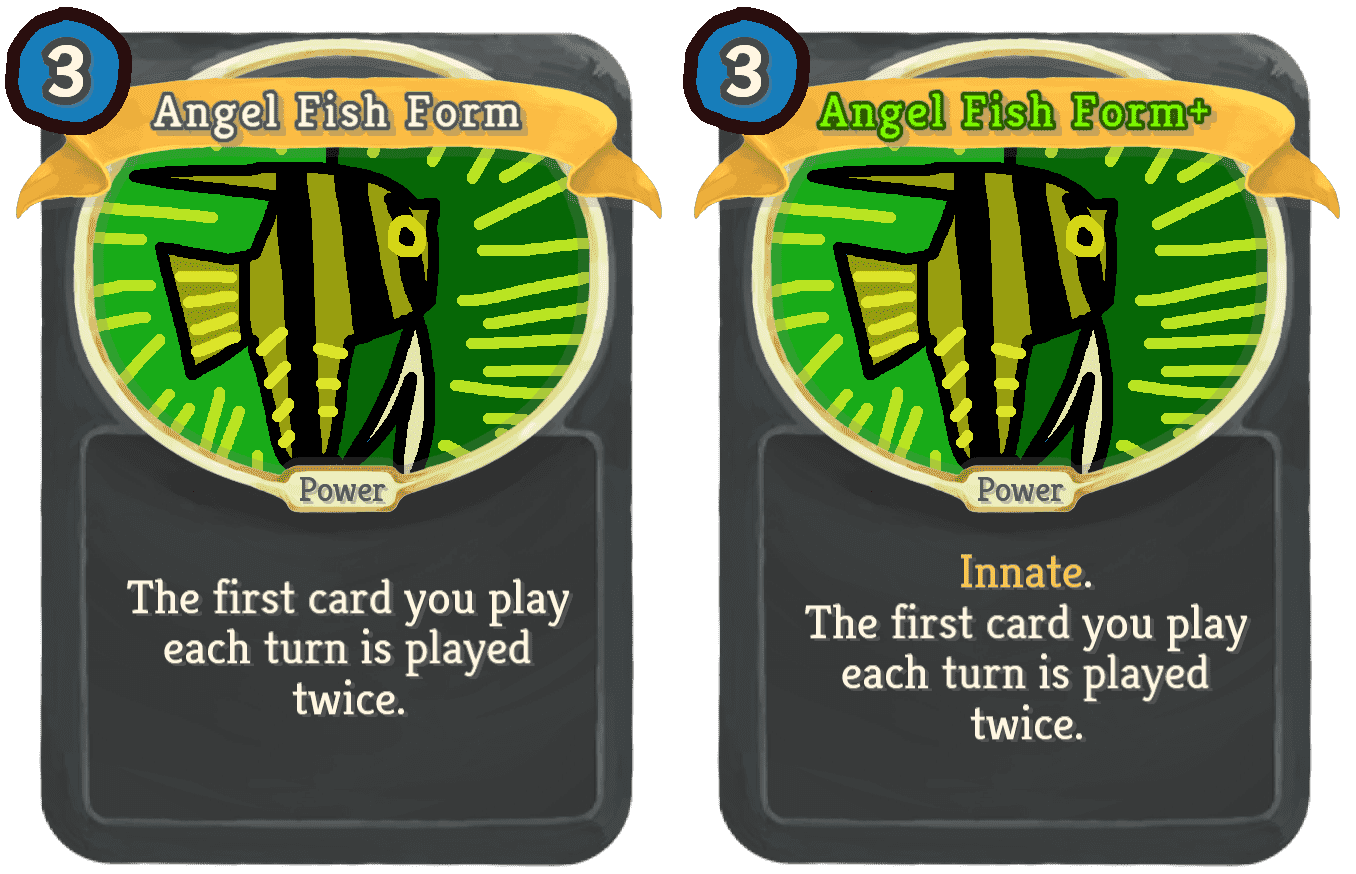 3
Angel Fish Form
Power
The first card you play
each turn is played
twice.
3
Angel Fish Form+
Power
Innate.
The first card you play
each turn is played
twice.